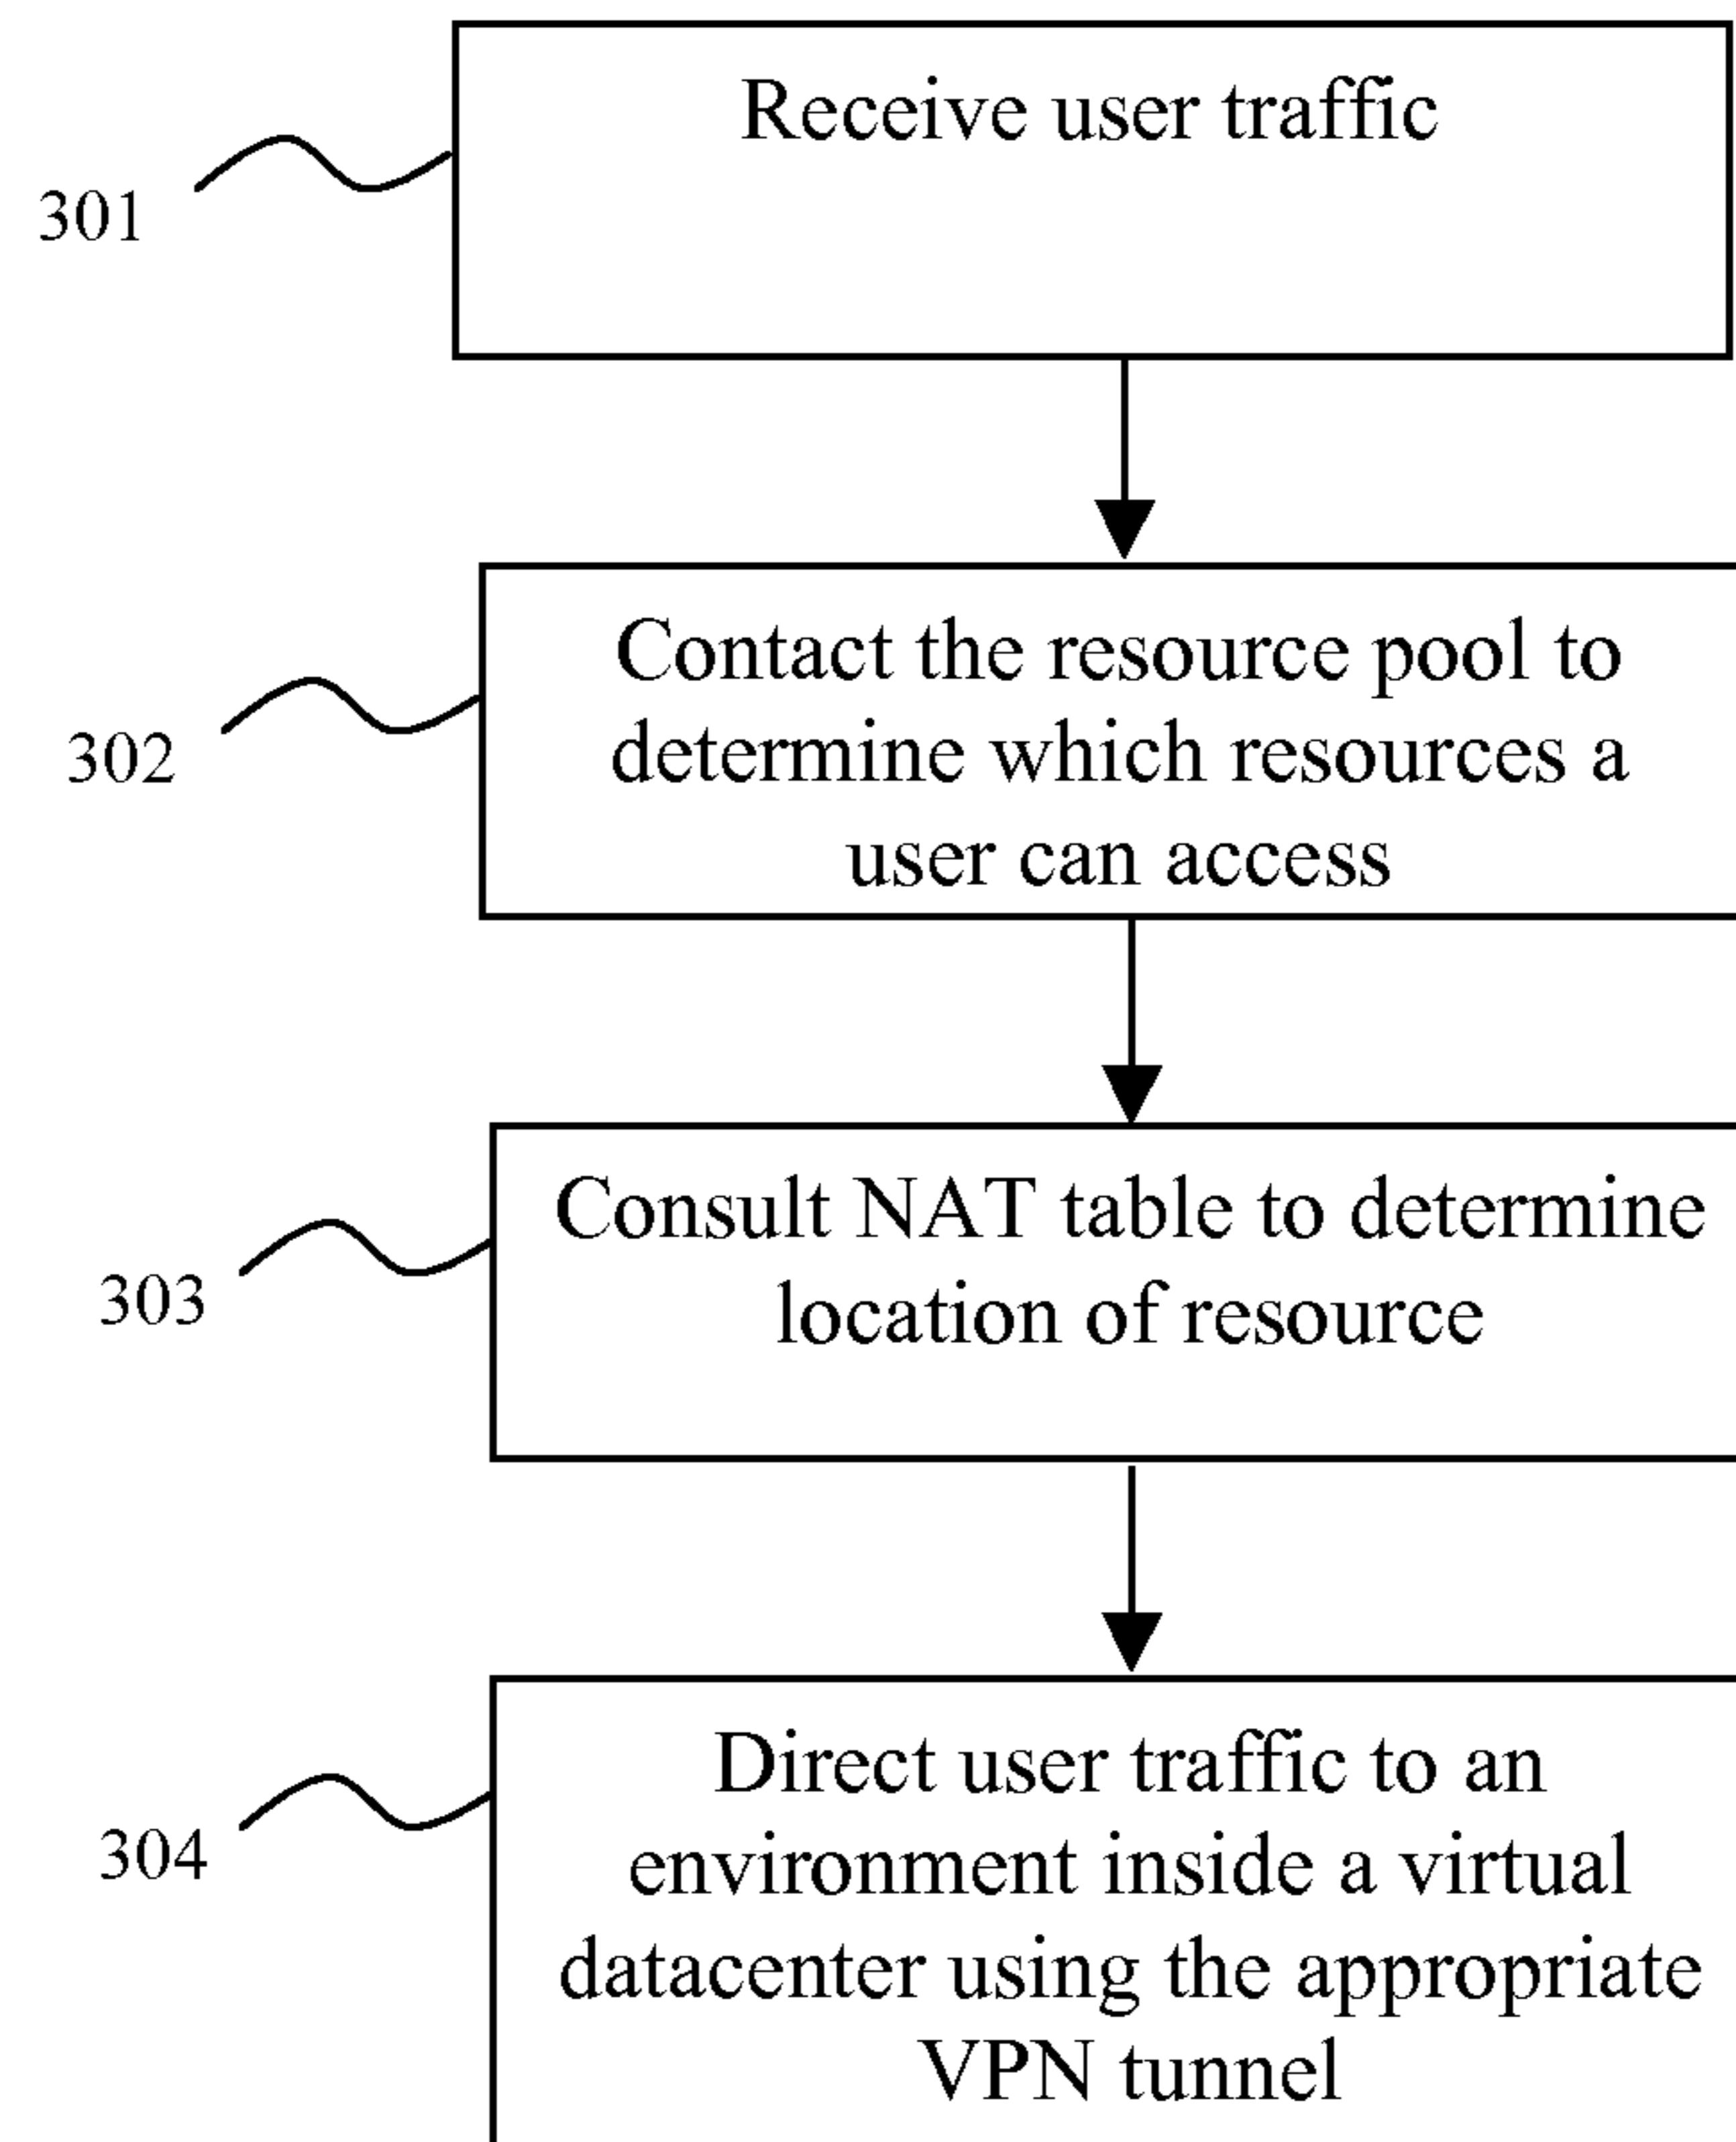 Receive user traffic
301
Contact the resource pool to
determine which resources a
user can access
302
Consult NAT table to determine
location of resource
303
Direct user traffic to an
environment inside a virtual
datacenter using the appropriate
VPN tunnel
304